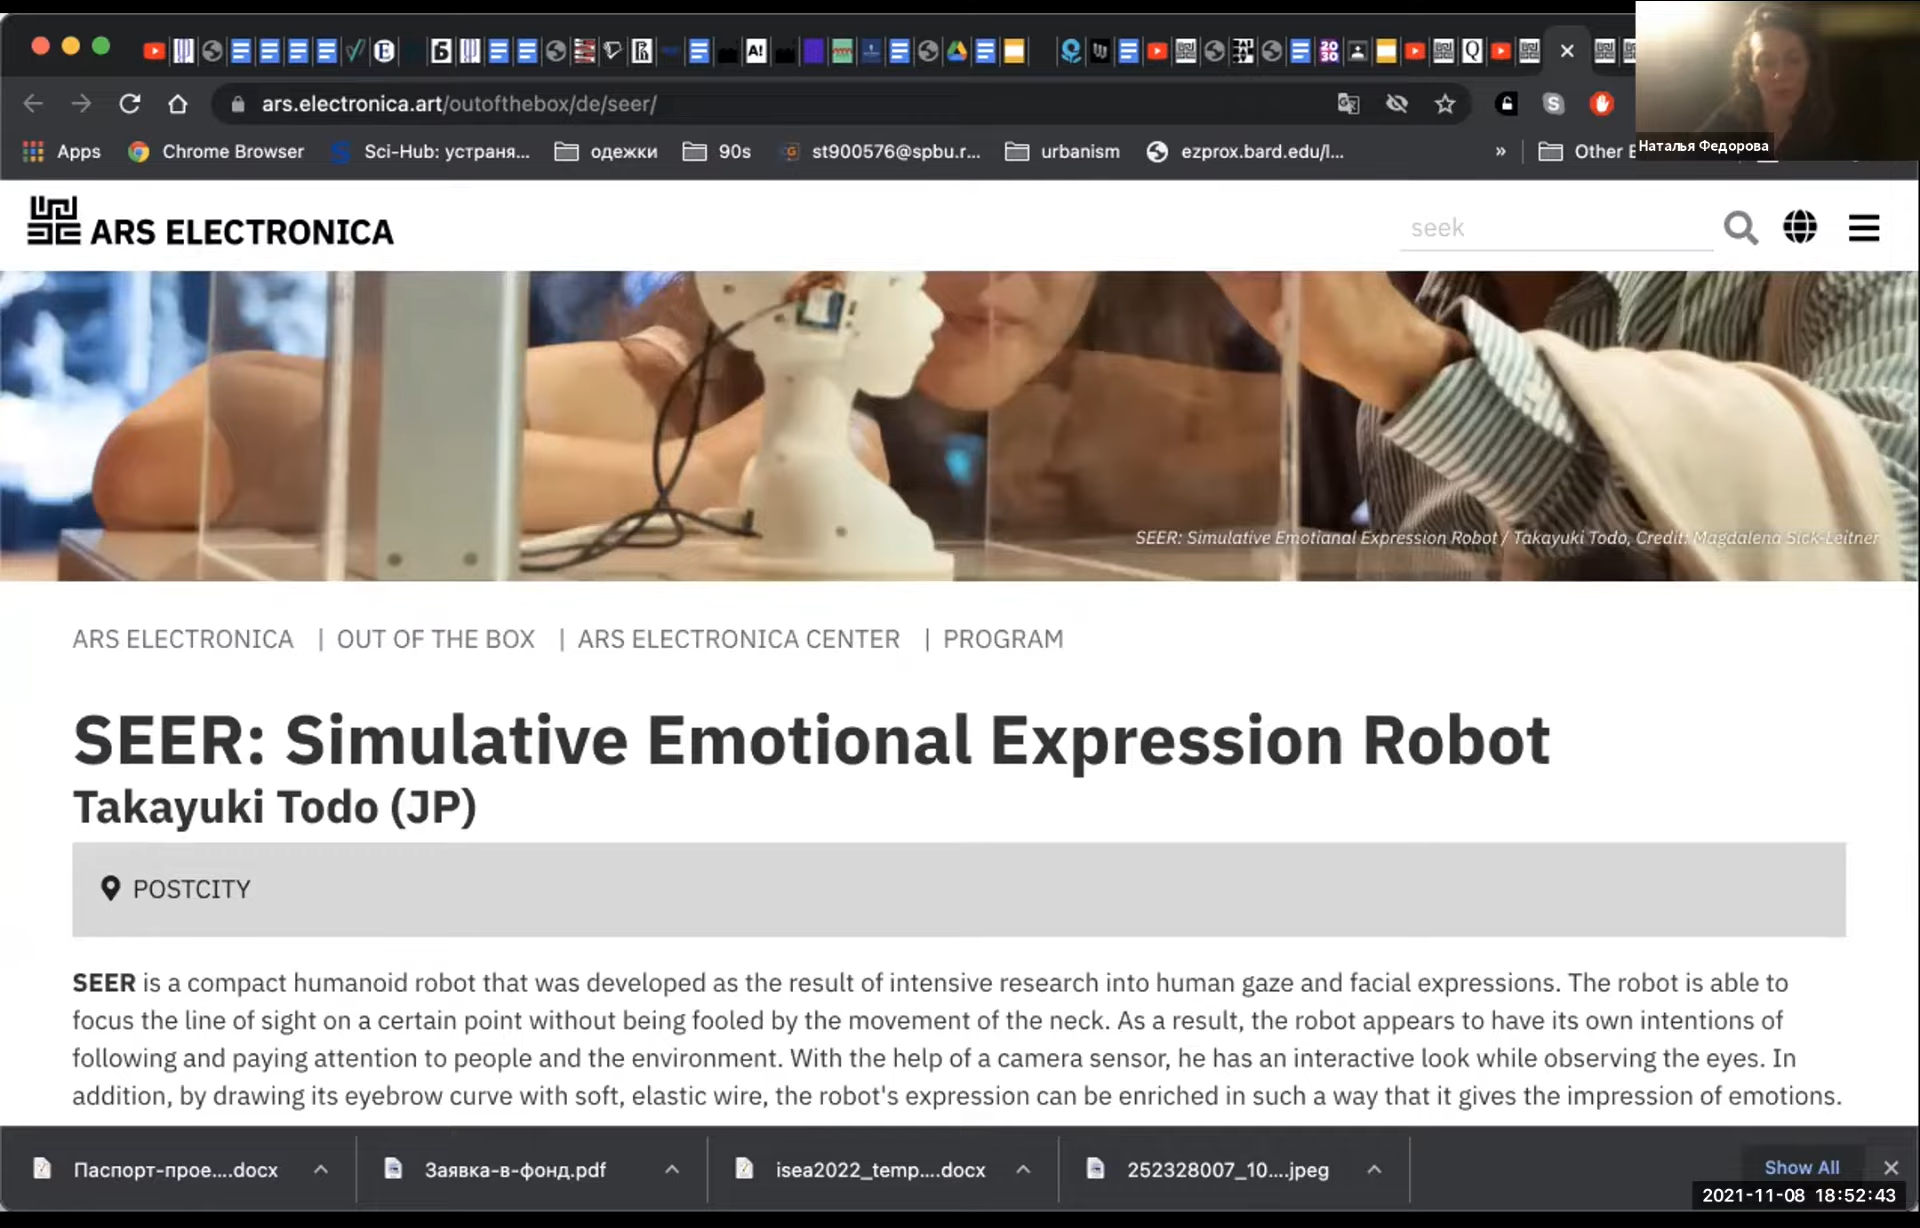 ars.electronica.art/outofthebox/de/seer/
Apps
Chrome Browser
Sci-Hub: устраня...
одежки
90s
st900576@spbu.r...
urbanism
ezprox.bard.edu/l...
»
Other
Наталья Федорова
ARS ELECTRONICA
seek
SEER: Simulative Emotianal Expression Robot / Takayuki Todo, Credit: Magdalena Sick-Leitner
ARS ELECTRONICA | OUT OF THE BOX | ARS ELECTRONICA CENTER | PROGRAM
SEER: Simulative Emotional Expression Robot
Takayuki Todo (JP)
POSTCITY
SEER is a compact humanoid robot that was developed as the result of intensive research into human gaze and facial expressions. The robot is able to
focus the line of sight on a certain point without being fooled by the movement of the neck. As a result, the robot appears to have its own intentions of
following and paying attention to people and the environment. With the help of a camera sensor, he has an interactive look while observing the eyes. In
addition, by drawing its eyebrow curve with soft, elastic wire, the robot's expression can be enriched in such a way that it gives the impression of emotions.
Паспорт-прое....docx
Заявка-в-фонд.pdf
isea2022_temp....docx
252328007_10....jpeg
Show All
2021-11-08 18:52:43